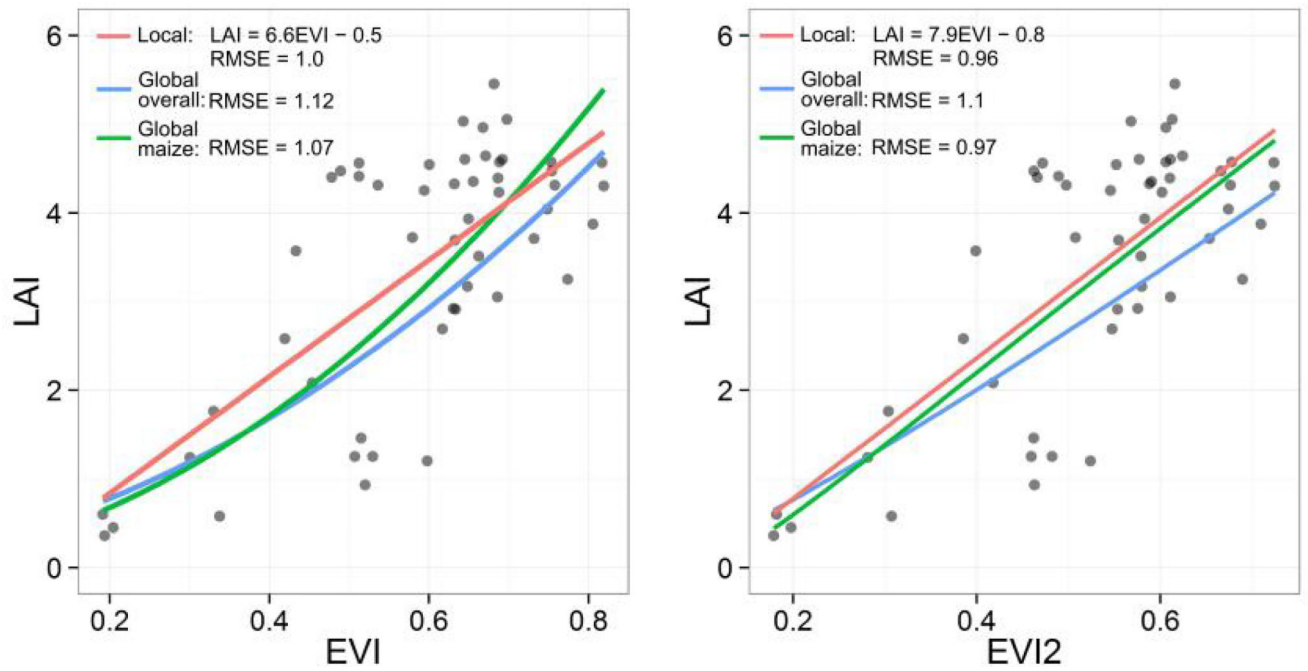 Local: LAI = 6.6EVI − 0.5
RMSE = 1.0
Global
overall: RMSE = 1.12
Global
maize: RMSE = 1.07
6
4
2
0
LAI
0.2 0.4 0.6 0.8
EVI
Local: LAI = 7.9EVI − 0.8
RMSE = 0.96
Global
overall: RMSE = 1.1
Global
maize: RMSE = 0.97
6
4
2
0
LAI
0.2 0.4 0.6
EVI2